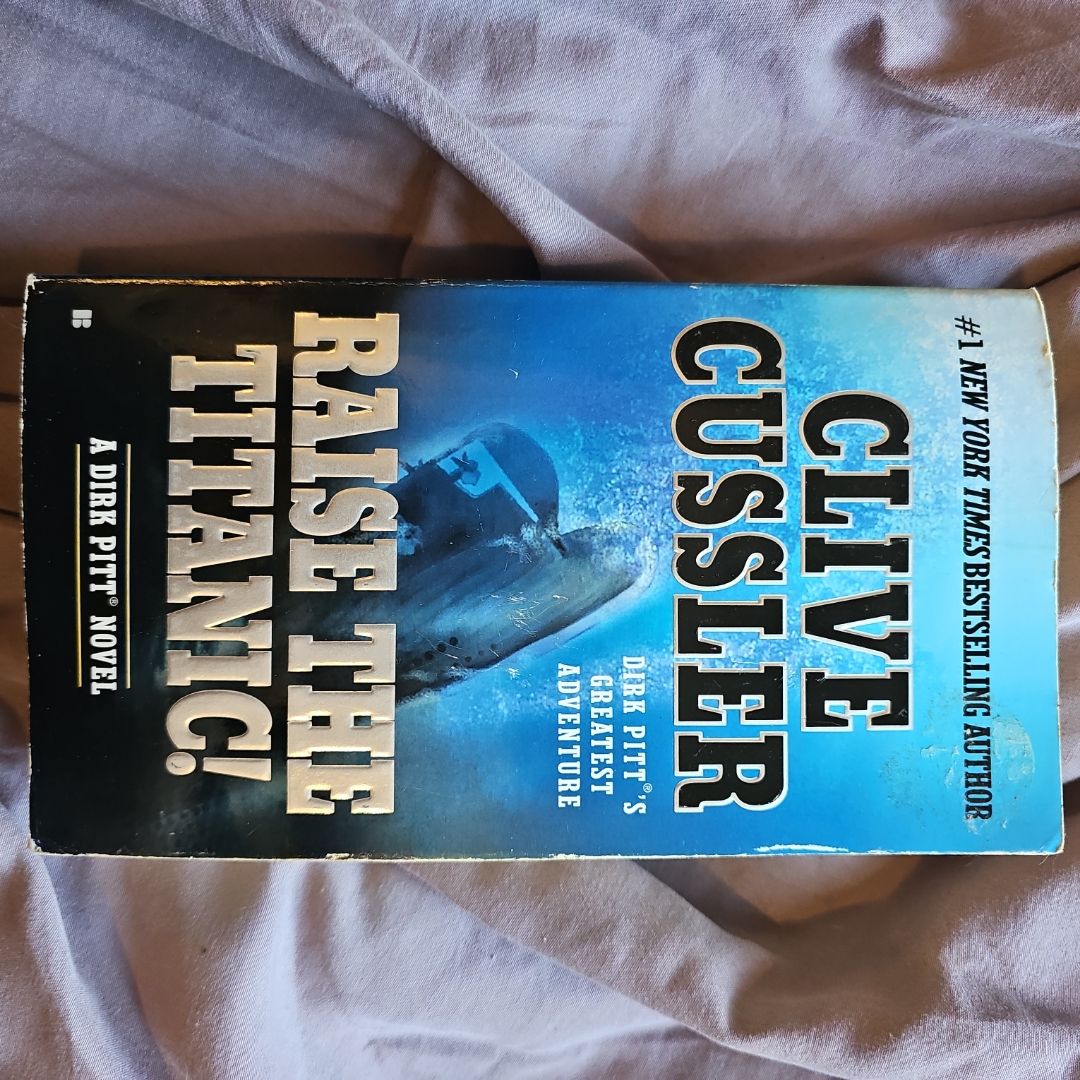 #1 NEW YORK TIMES BESTSELLING AUTHOR
CLIVE
CUSSLER
DIRK PITT®'S
GREATEST
ADVENTURE
RAISE THE
TITANIC!
A DIRK PITT® NOVEL
B